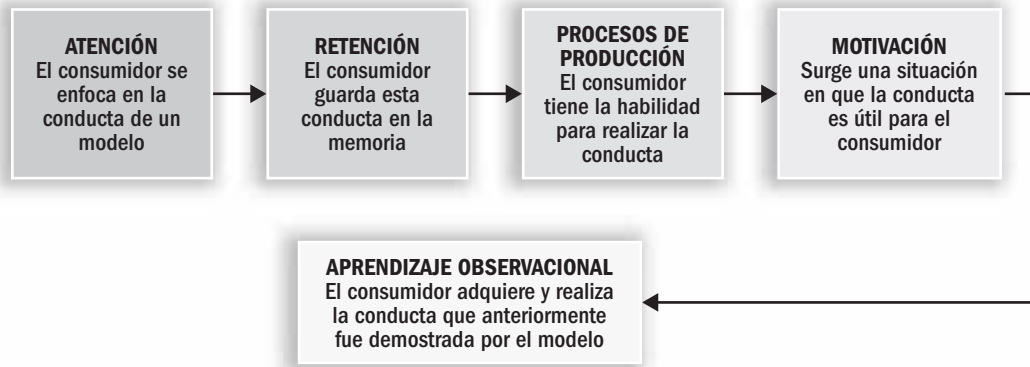 ATENCIÓN
El consumidor se
enfoca en la
conducta de un
modelo
RETENCIÓN
El consumidor
guarda esta
conducta en la
memoria
PROCESOS DE
PRODUCCIÓN
El consumidor
tiene la habilidad
para realizar la
conducta
MOTIVACIÓN
Surge una situación
en que la conducta
es útil para el
consumidor
APRENDIZAJE OBSERVACIONAL
El consumidor adquiere y realiza
la conducta que anteriormente
fue demostrada por el modelo